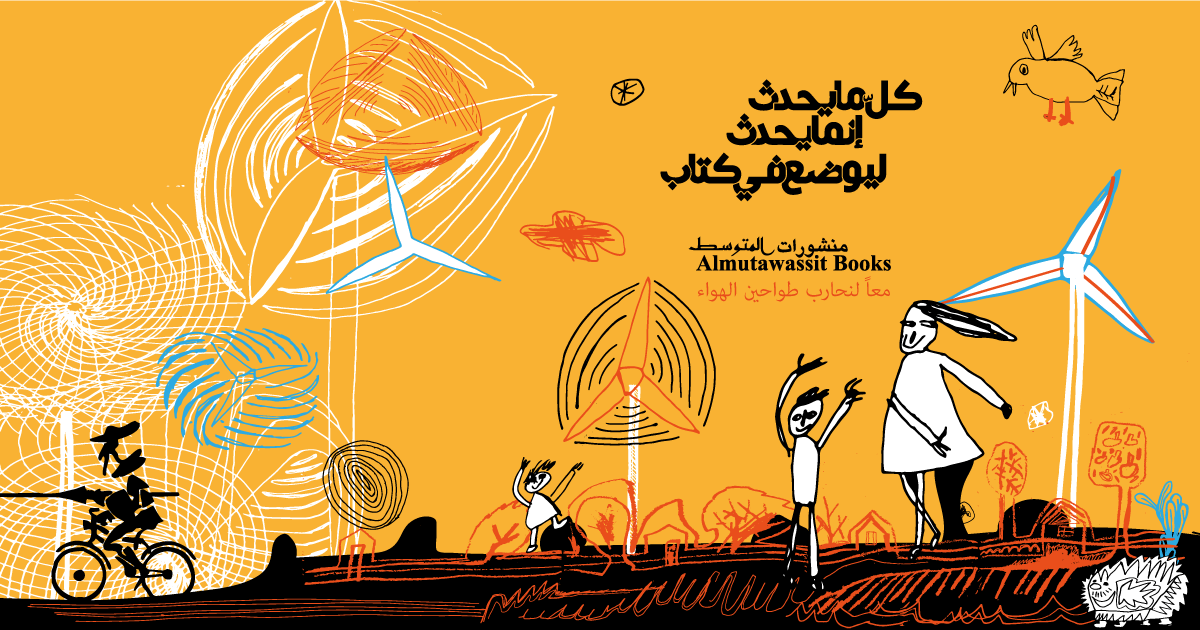 كلّ ما يحدث
إنما يحدث
ليوضع في كتاب
منشورات المتوسط
Almutawassit Books
معاً لنحارب طواحين الهواء